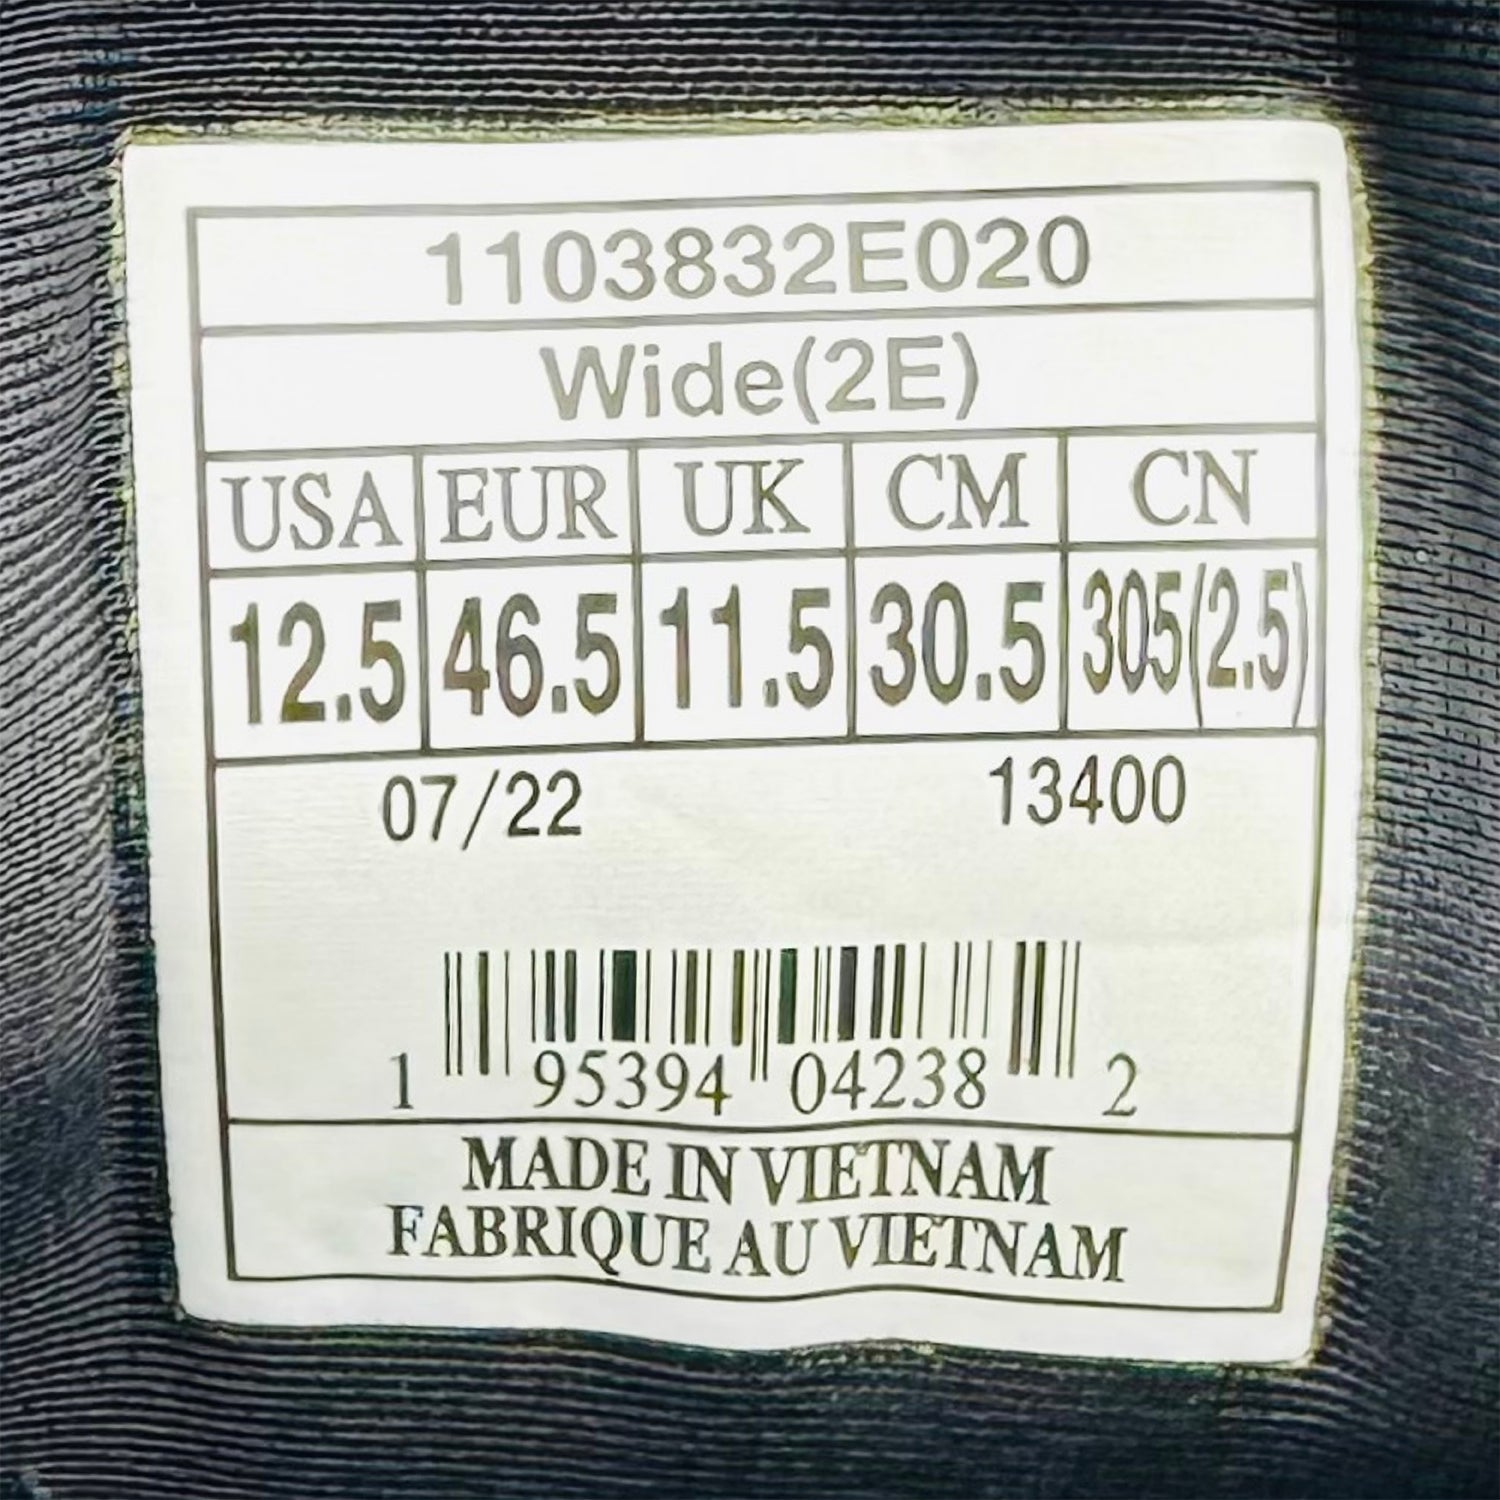 1103832E020
Wide(2E)
USA EUR UK CM CN
12.5 46.5 11.5 30.5 305(2.5)
07/22 13400
1 95394 04238 2
MADE IN VIETNAM
FABRIQUE AU VIETNAM